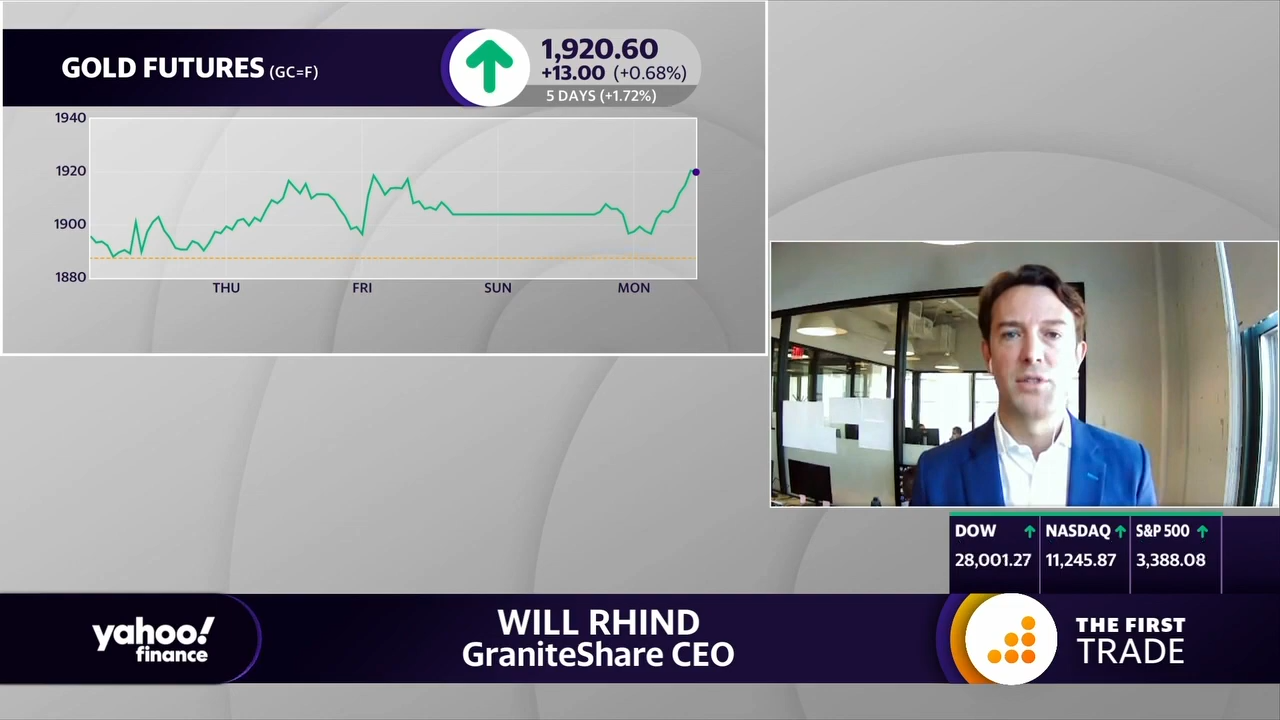 GOLD FUTURES (GC=F)
1,920.60
+13.00 (+0.68%)
5 DAYS (+1.72%)
1940
1920
1900
1880
THU FRI SUN MON
DOW NASDAQ S&P 500
28,001.27 11,245.87 3,388.08
yahoo!
finance
WILL RHIND
GraniteShare CEO
THE FIRST
TRADE